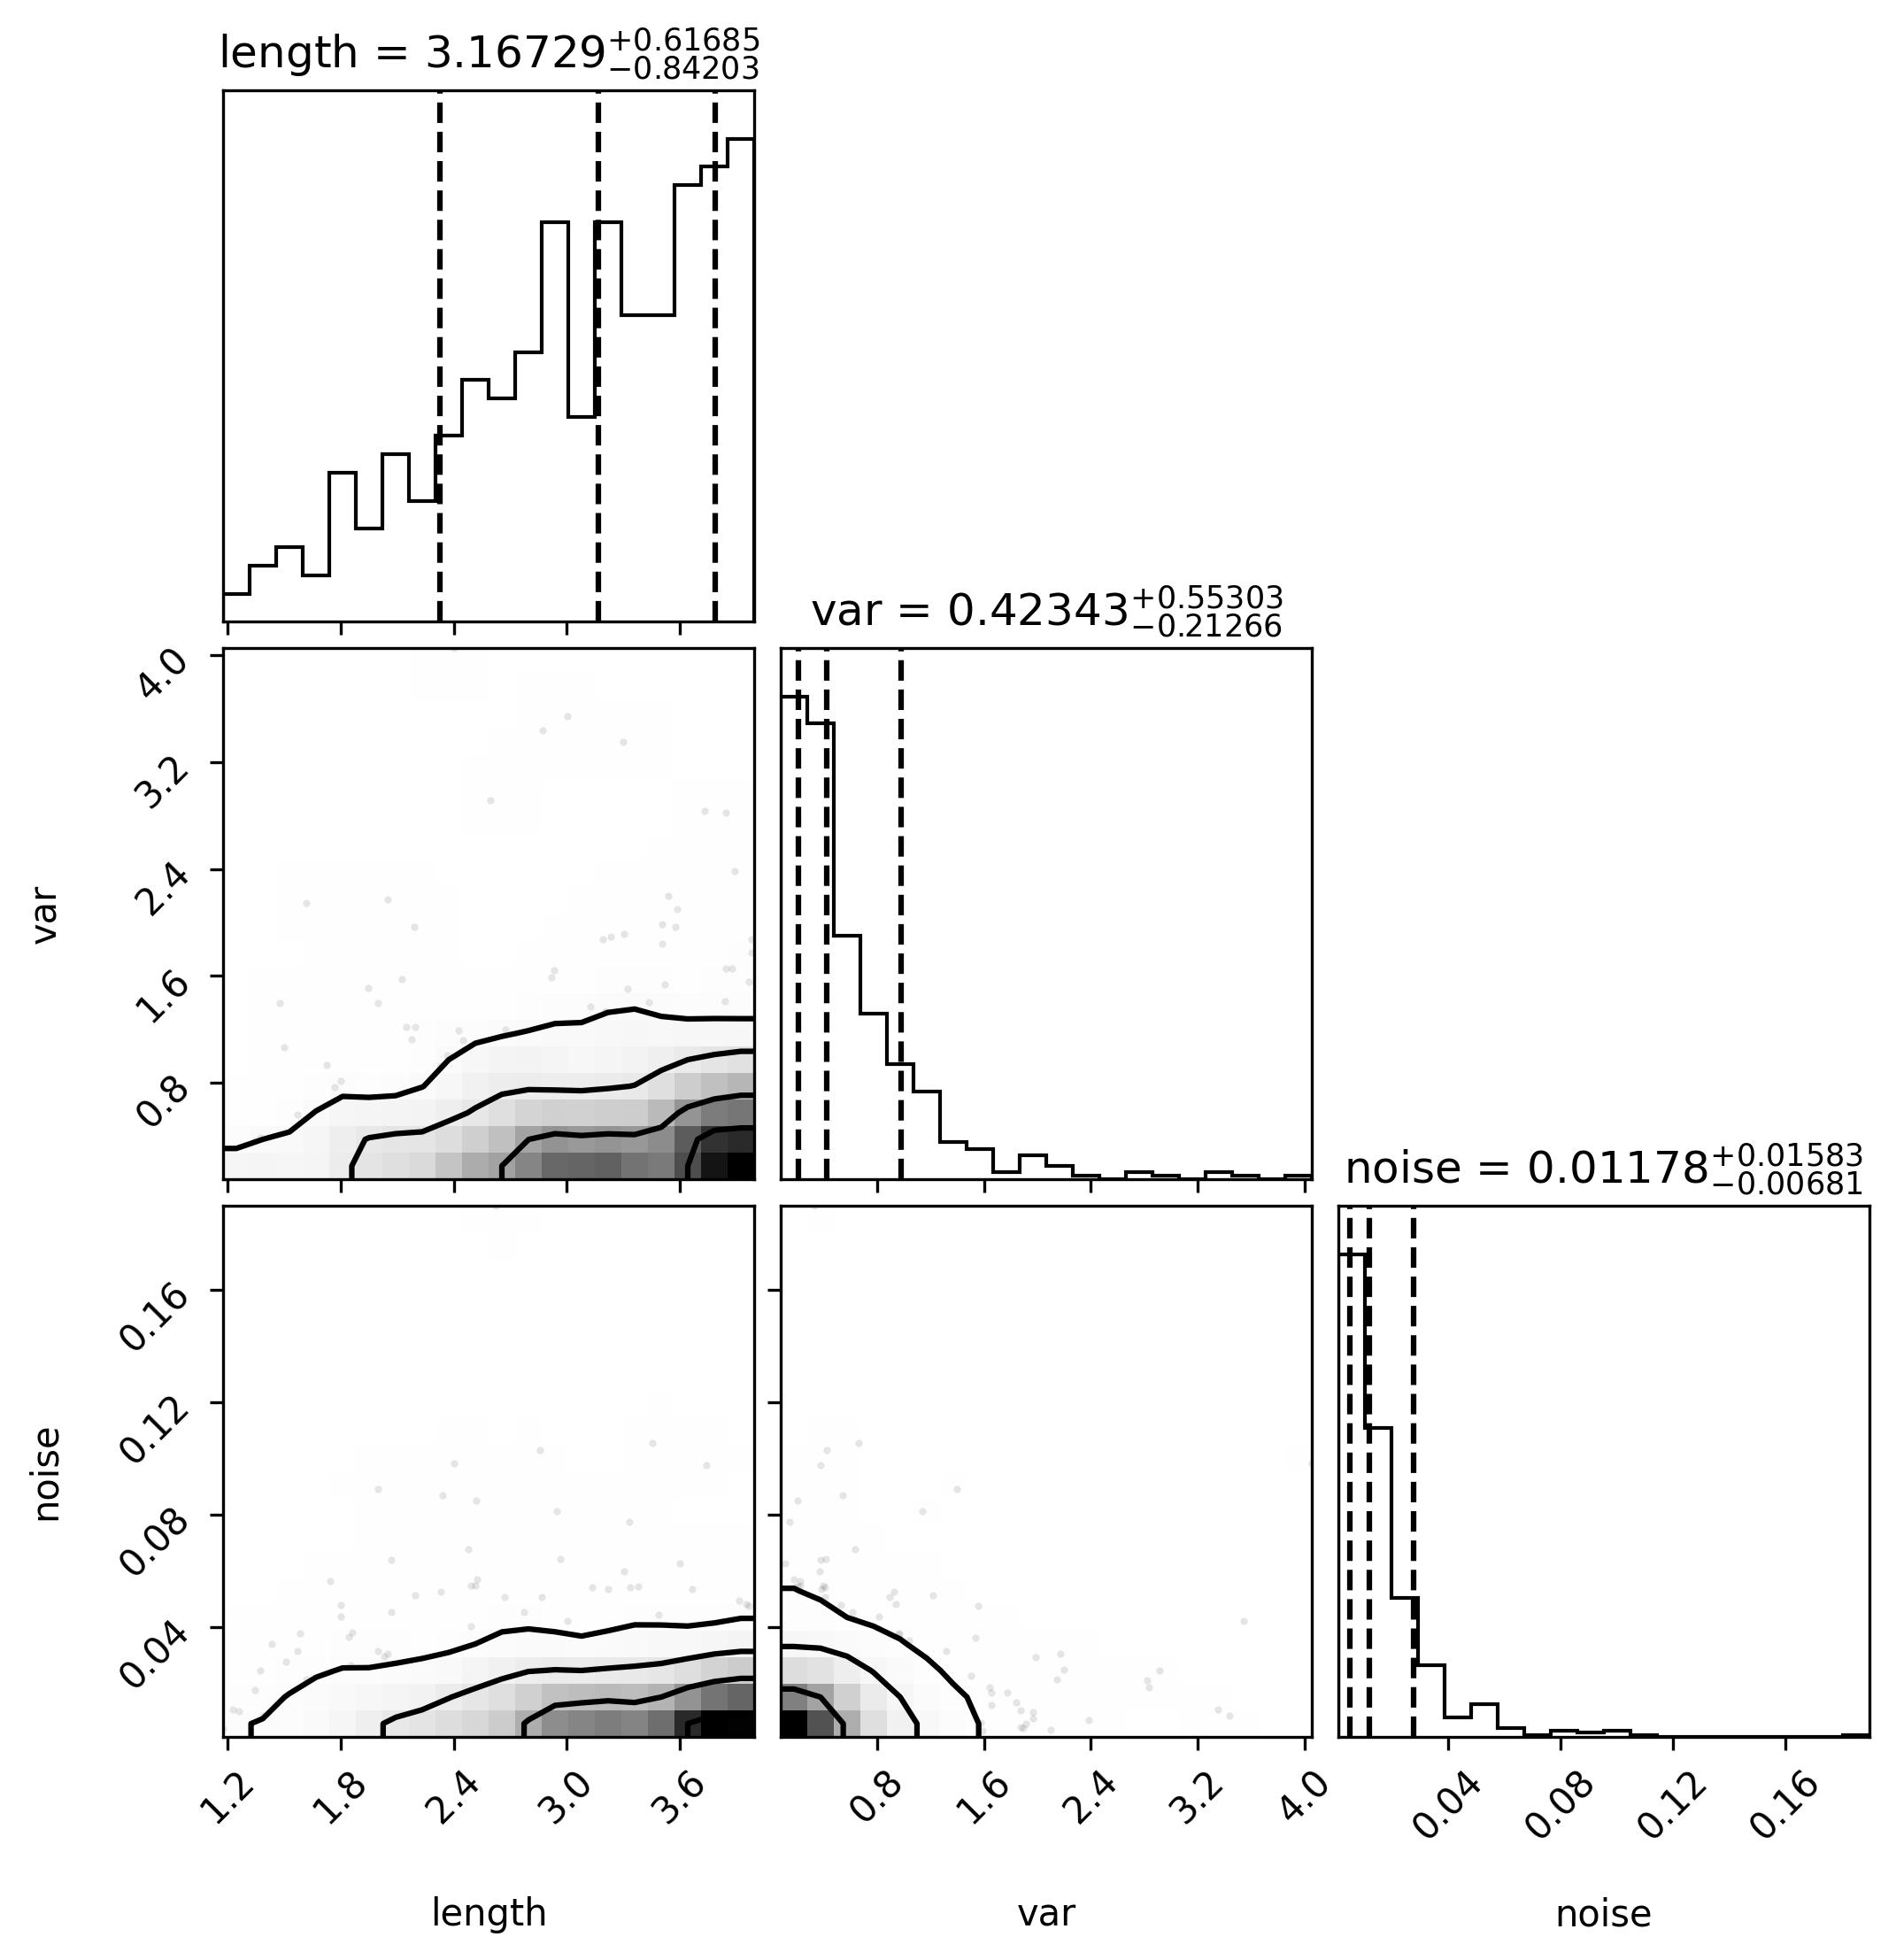 length = 3.16729+0.61685−0.84203
var = 0.42343+0.55303−0.21266
4.0
3.2
2.4
1.6
0.8
var
noise = 0.01178+0.01583−0.00681
0.16
0.12
0.08
0.04
noise
1.2 1.8 2.4 3.0 3.6 0.8 1.6 2.4 3.2 4.0 0.04 0.08 0.12 0.16
length var noise